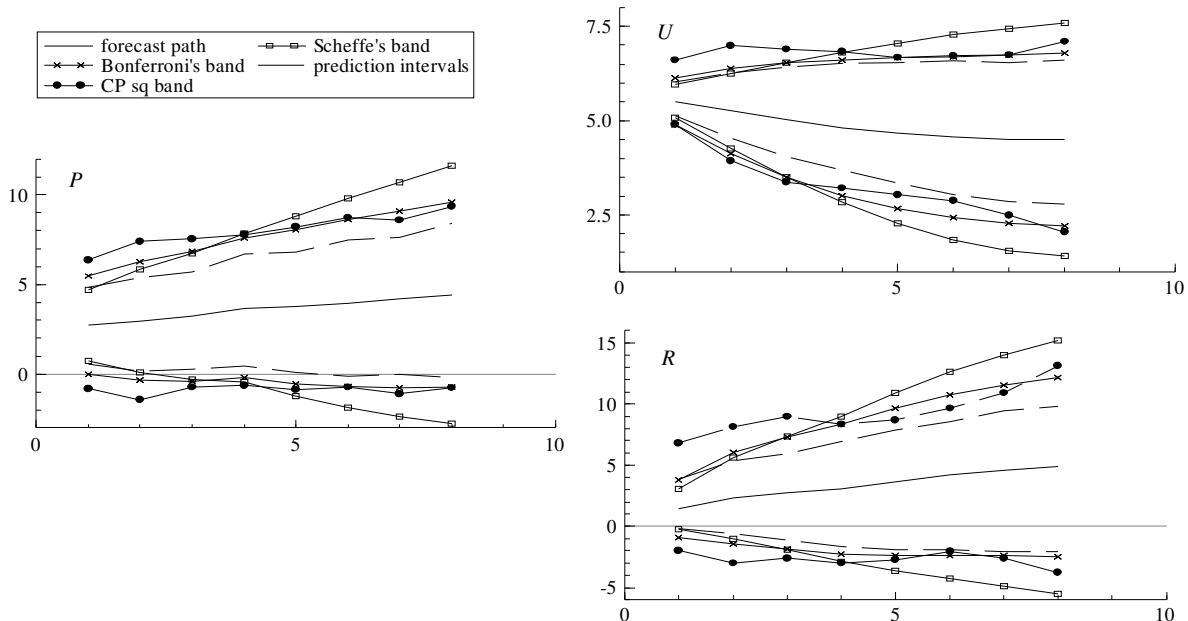 forecast path
Scheffe's band
Bonferroni's band
prediction intervals
CP sq band
P
10
5
0
0
5
10
U
7.5
5.0
2.5
0
5
10
R
15
10
5
0
-5
0
5
10